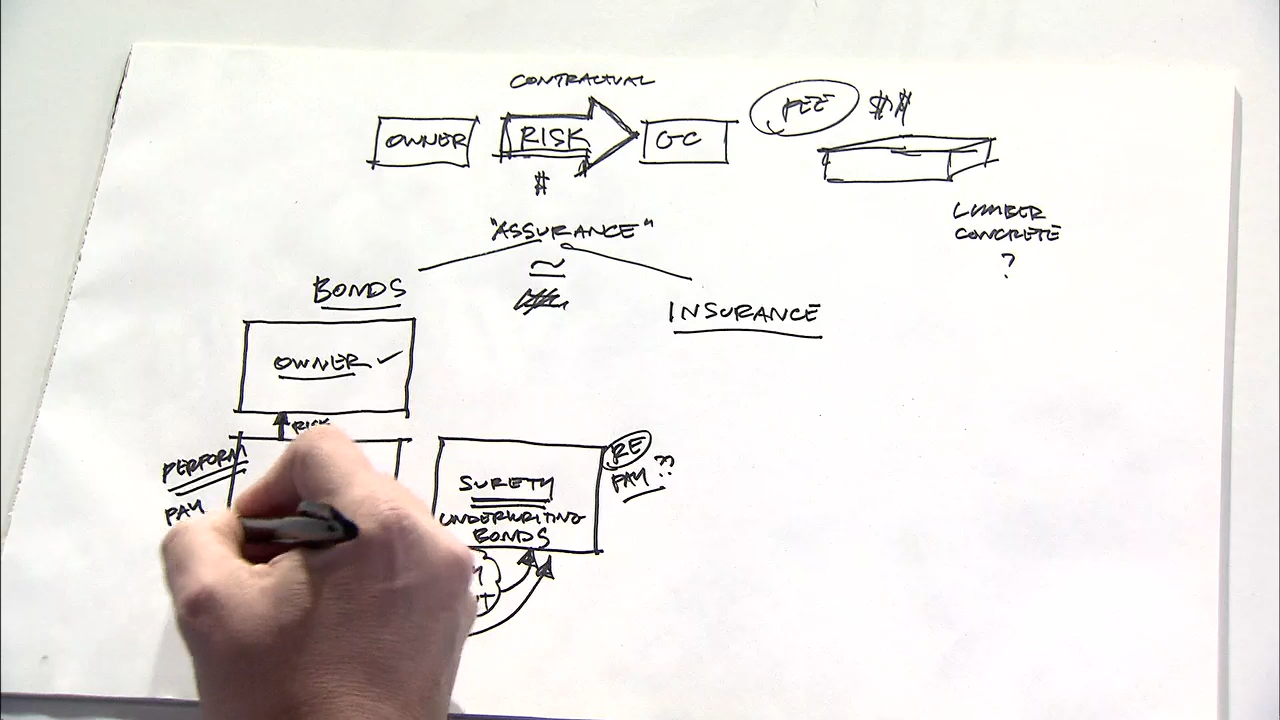 CONTRACTUAL
OWNER
RISK
GC
FEE
$
LUMBER
CONCRETE
?
"ASSURANCE"
BONDS
INSURANCE
OWNER ✓
RISK
PERFORM
PAY
RE
PAY ??
SURETY
UNDERWRITING
BONDS